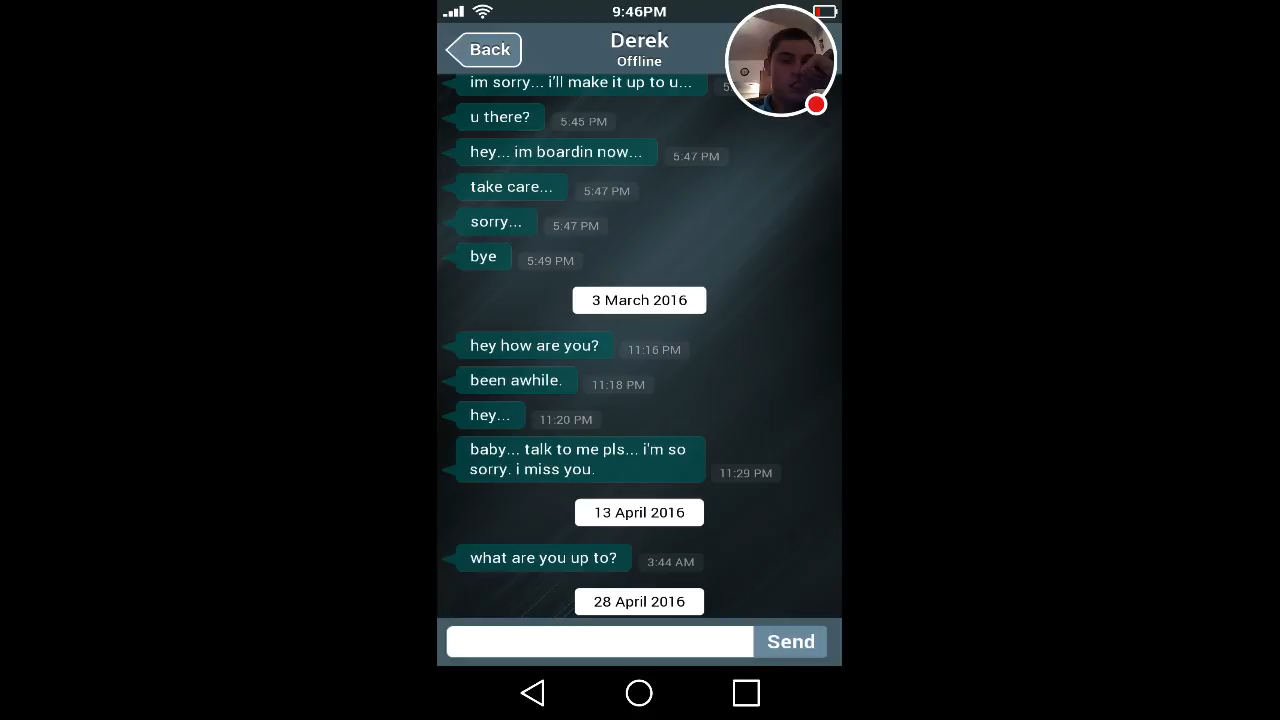 9:46PM
Back
Derek
Offline
im sorry... i'll make it up to u...
u there?
5:45 PM
hey... im boardin now...
5:47 PM
take care...
5:47 PM
sorry...
5:47 PM
bye
5:49 PM
3 March 2016
hey how are you?
11:16 PM
been awhile.
11:18 PM
hey...
11:20 PM
baby... talk to me pls... i'm so
sorry. i miss you.
11:29 PM
13 April 2016
what are you up to?
3:44 AM
28 April 2016
Send